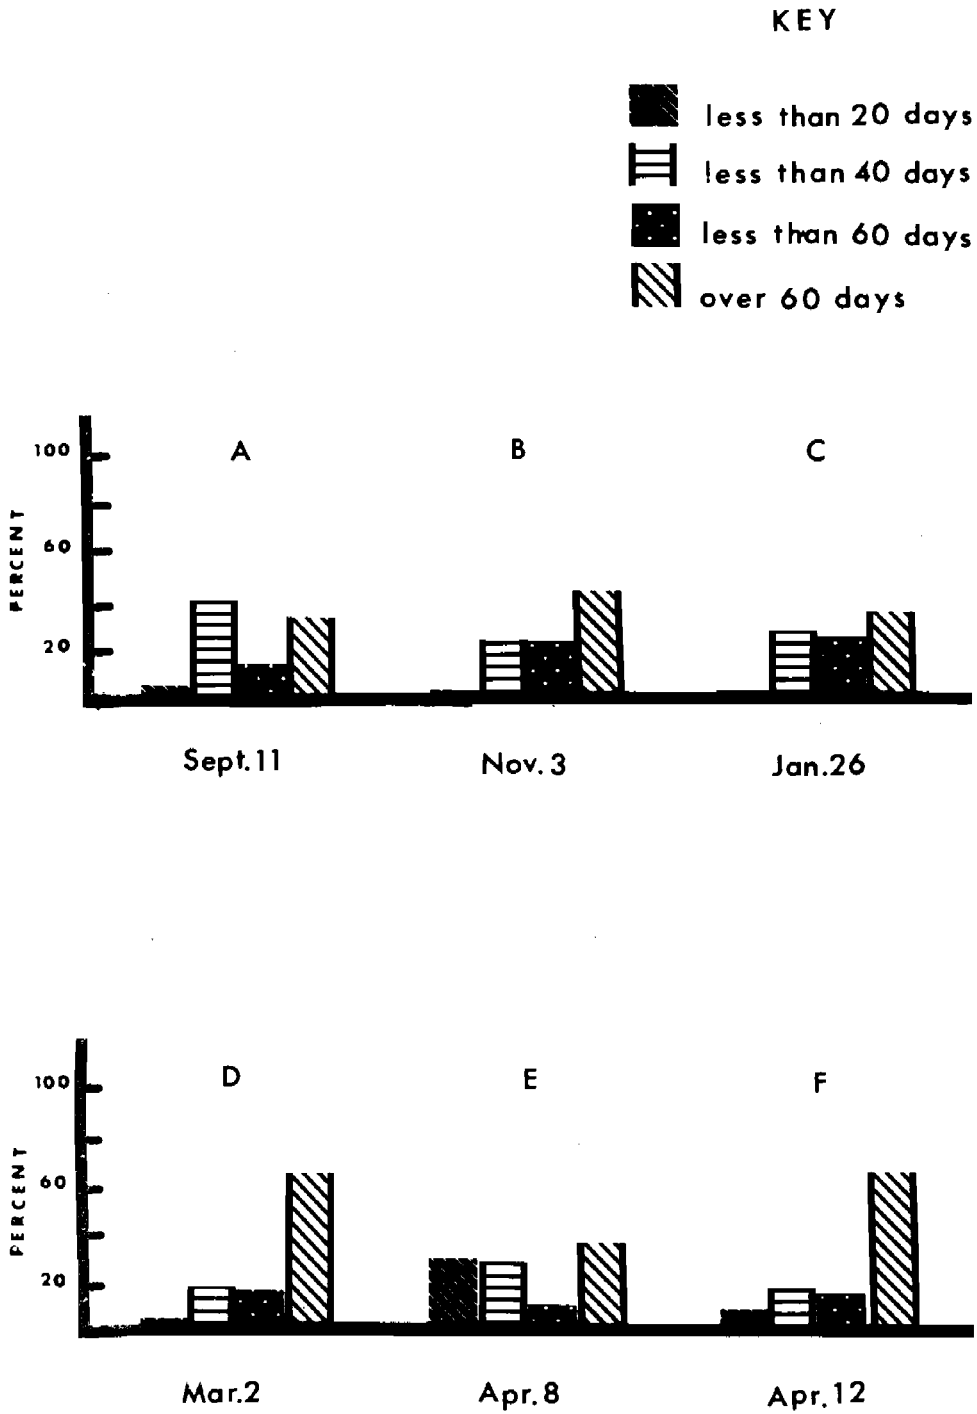 KEY
less than 20 days
less than 40 days
less than 60 days
over 60 days
A B C
100
60
20
PERCENT
Sept. 11 Nov. 3 Jan. 26
D E F
100
60
20
PERCENT
Mar. 2 Apr. 8 Apr. 12